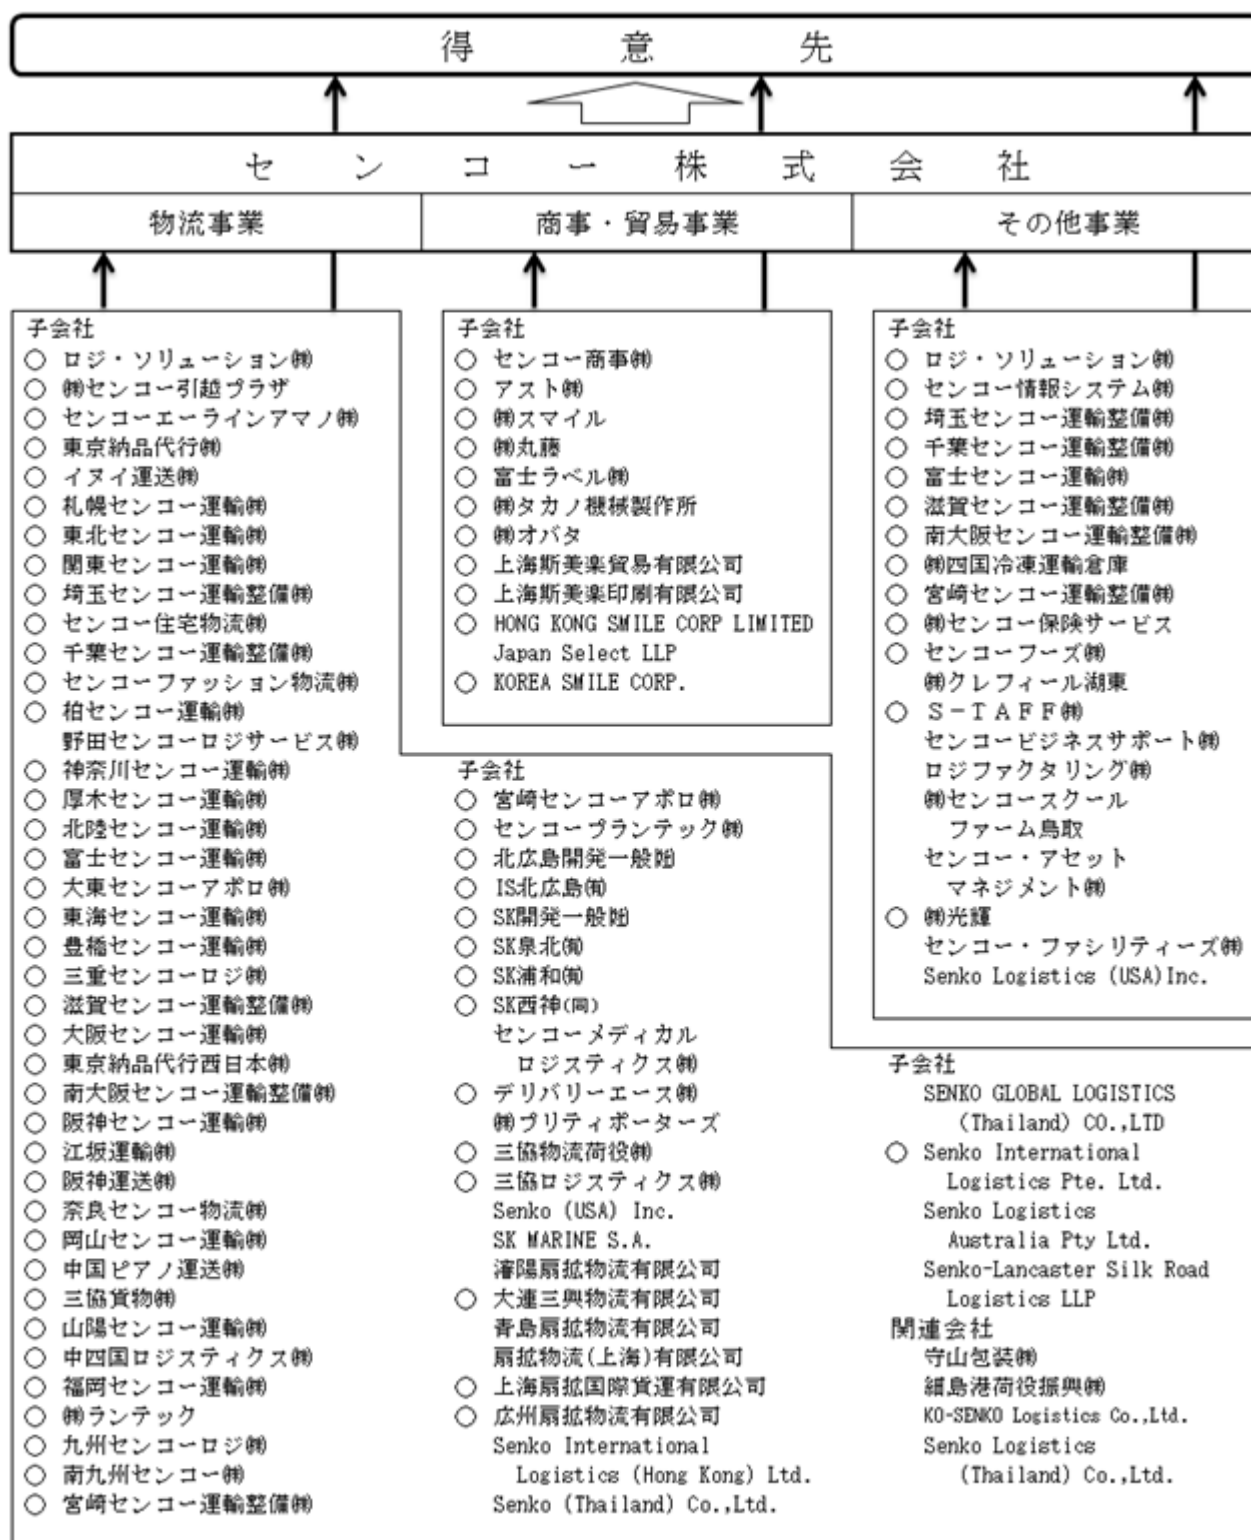 得意先
センコー株式会社
物流事業
商事・貿易事業
その他事業
子会社
○ ロジ・ソリューション㈱
○ ㈱センコー引越プラザ
○ センコーエーラインアマノ㈱
○ 東京納品代行㈱
○ イヌイ運送㈱
○ 札幌センコー運輸㈱
○ 東北センコー運輸㈱
○ 関東センコー運輸㈱
○ 埼玉センコー運輸整備㈱
○ センコー住宅物流㈱
○ 千葉センコー運輸整備㈱
○ センコーファッション物流㈱
○ 柏センコー運輸㈱
野田センコーロジサービス㈱
○ 神奈川センコー運輸㈱
○ 厚木センコー運輸㈱
○ 北陸センコー運輸㈱
○ 富士センコー運輸㈱
○ 大東センコーアポロ㈱
○ 東海センコー運輸㈱
○ 豊橋センコー運輸㈱
○ 三重センコーロジ㈱
○ 滋賀センコー運輸整備㈱
○ 大阪センコー運輸㈱
○ 東京納品代行西日本㈱
○ 南大阪センコー運輸整備㈱
○ 阪神センコー運輸㈱
○ 江坂運輸㈱
○ 阪神運送㈱
○ 奈良センコー物流㈱
○ 岡山センコー運輸㈱
○ 中国ピアノ運送㈱
○ 三協貨物㈱
○ 山陽センコー運輸㈱
○ 中四国ロジスティクス㈱
○ 福岡センコー運輸㈱
○ ㈱ランテック
○ 九州センコーロジ㈱
○ 南九州センコー㈱
○ 宮崎センコー運輸整備㈱
子会社
○ センコー商事㈱
○ アスト㈱
○ ㈱スマイル
○ ㈱丸藤
○ 富士ラベル㈱
○ ㈱タカノ機械製作所
○ ㈱オバタ
○ 上海斯美楽貿易有限公司
○ 上海斯美楽印刷有限公司
○ HONG KONG SMILE CORP LIMITED
Japan Select LLP
○ KOREA SMILE CORP.
子会社
○ 宮崎センコーアポロ㈱
○ センコープランテック㈱
○ 北広島開発一般㈳
○ IS北広島㈲
○ SK開発一般㈳
○ SK泉北㈲
○ SK浦和㈲
○ SK西神(同)
センコーメディカル
ロジスティクス㈱
○ デリバリーエース㈱
㈱プリティポーターズ
○ 三協物流荷役㈱
○ 三協ロジスティクス㈱
Senko (USA) Inc.
SK MARINE S.A.
瀋陽扇拡物流有限公司
○ 大連三興物流有限公司
青島扇拡物流有限公司
扇拡物流(上海)有限公司
○ 上海扇拡国際貨運有限公司
○ 広州扇拡物流有限公司
Senko International
Logistics (Hong Kong) Ltd.
Senko (Thailand) Co.,Ltd.
子会社
○ ロジ・ソリューション㈱
○ センコー情報システム㈱
○ 埼玉センコー運輸整備㈱
○ 千葉センコー運輸整備㈱
○ 富士センコー運輸㈱
○ 滋賀センコー運輸整備㈱
○ 南大阪センコー運輸整備㈱
○ ㈱四国冷凍運輸倉庫
○ 宮崎センコー運輸整備㈱
○ ㈱センコー保険サービス
○ センコーフーズ㈱
㈱クレフィール湖東
○ S-TAFF㈱
センコービジネスサポート㈱
ロジファクタリング㈱
㈱センコースクール
ファーム鳥取
センコー・アセット
マネジメント㈱
○ ㈱光輝
センコー・ファシリティーズ㈱
Senko Logistics (USA)Inc.
子会社
SENKO GLOBAL LOGISTICS
(Thailand) CO.,LTD
○ Senko International
Logistics Pte. Ltd.
Senko Logistics
Australia Pty Ltd.
Senko-Lancaster Silk Road
Logistics LLP
関連会社
守山包装㈱
細島港荷役振興㈱
KO-SENKO Logistics Co.,Ltd.
Senko Logistics
(Thailand) Co.,Ltd.